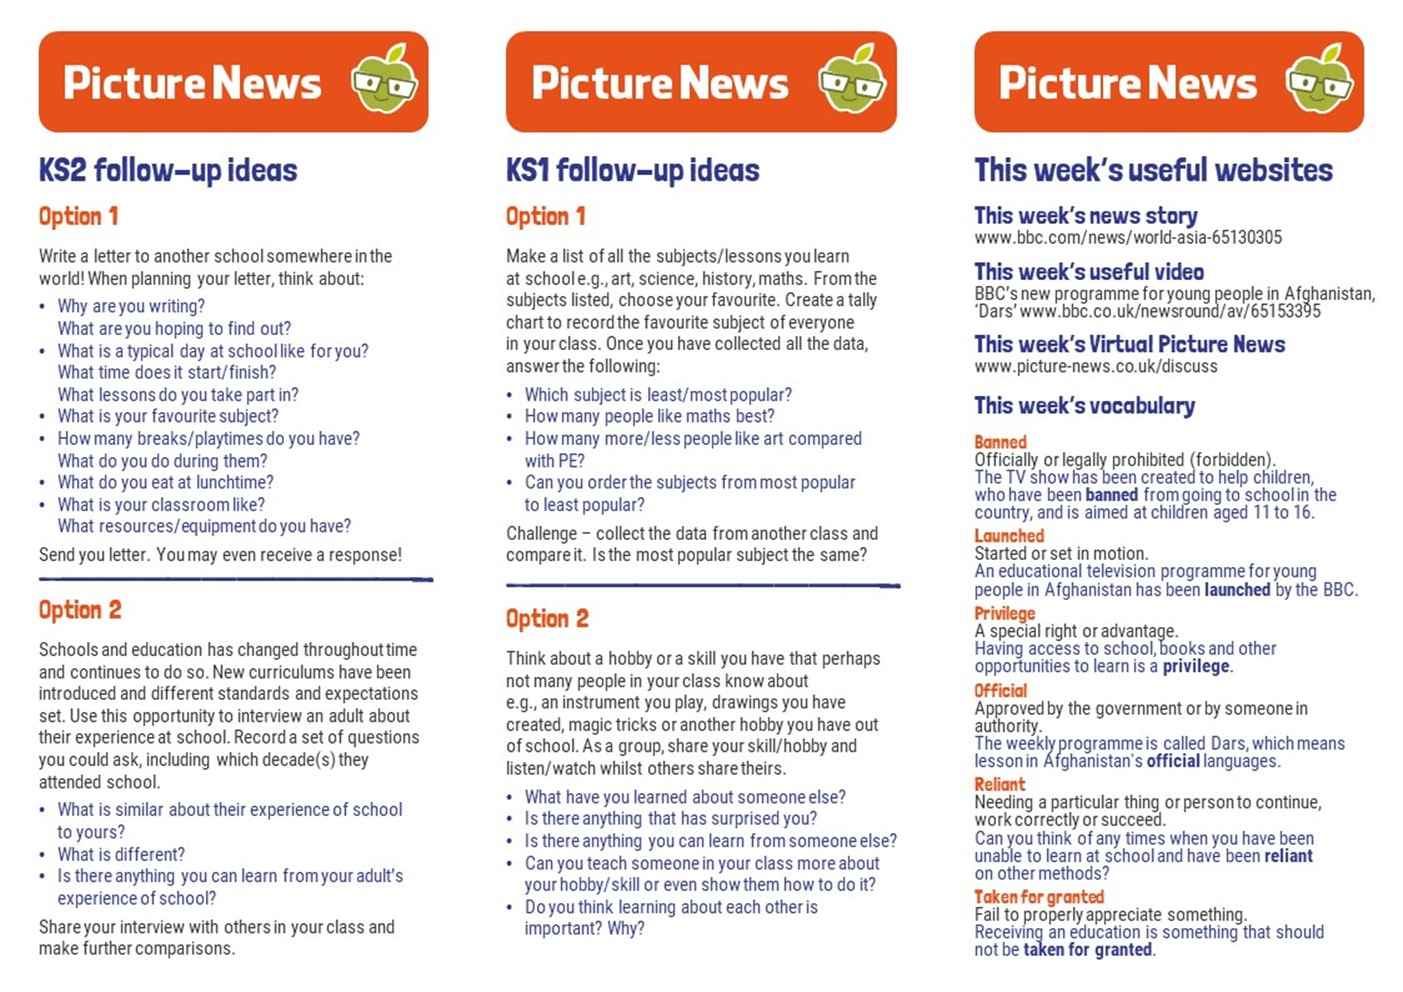 Picture News
KS2 follow-up ideas
Option 1
Write a letter to another school somewhere in the
world! When planning your letter, think about:
• Why are you writing?
What are you hoping to find out?
• What is a typical day at school like for you?
What time does it start/finish?
What lessons do you take part in?
• What is your favourite subject?
• How many breaks/playtimes do you have?
What do you do during them?
• What do you eat at lunchtime?
• What is your classroom like?
What resources/equipment do you have?
Send you letter. You may even receive a response!
Option 2
Schools and education has changed throughout time
and continues to do so. New curriculums have been
introduced and different standards and expectations
set. Use this opportunity to interview an adult about
their experience at school. Record a set of questions
you could ask, including which decade(s) they
attended school.
• What is similar about their experience of school
to yours?
• What is different?
• Is there anything you can learn from your adult's
experience of school?
Share your interview with others in your class and
make further comparisons.
Picture News
KS1 follow-up ideas
Option 1
Make a list of all the subjects/lessons you learn
at school e.g., art, science, history, maths. From the
subjects listed, choose your favourite. Create a tally
chart to record the favourite subject of everyone
in your class. Once you have collected all the data,
answer the following:
• Which subject is least/most popular?
• How many people like maths best?
• How many more/less people like art compared
with PE?
• Can you order the subjects from most popular
to least popular?
Challenge – collect the data from another class and
compare it. Is the most popular subject the same?
Option 2
Think about a hobby or a skill you have that perhaps
not many people in your class know about
e.g., an instrument you play, drawings you have
created, magic tricks or another hobby you have out
of school. As a group, share your skill/hobby and
listen/watch whilst others share theirs.
• What have you learned about someone else?
• Is there anything that has surprised you?
• Is there anything you can learn from someone else?
• Can you teach someone in your class more about
your hobby/skill or even show them how to do it?
• Do you think learning about each other is
important? Why?
Picture News
This week's useful websites
This week's news story
www.bbc.com/news/world-asia-65130305
This week's useful video
BBC's new programme for young people in Afghanistan,
'Dars' www.bbc.co.uk/newsround/av/65153395
This week's Virtual Picture News
www.picture-news.co.uk/discuss
This week's vocabulary
Banned
Officially or legally prohibited (forbidden).
The TV show has been created to help children,
who have been banned from going to school in the
country, and is aimed at children aged 11 to 16.
Launched
Started or set in motion.
An educational television programme for young
people in Afghanistan has been launched by the BBC.
Privilege
A special right or advantage.
Having access to school, books and other
opportunities to learn is a privilege.
Official
Approved by the government or by someone in
authority.
The weekly programme is called Dars, which means
lesson in Afghanistan's official languages.
Reliant
Needing a particular thing or person to continue,
work correctly or succeed.
Can you think of any times when you have been
unable to learn at school and have been reliant
on other methods?
Taken for granted
Fail to properly appreciate something.
Receiving an education is something that should
not be taken for granted.